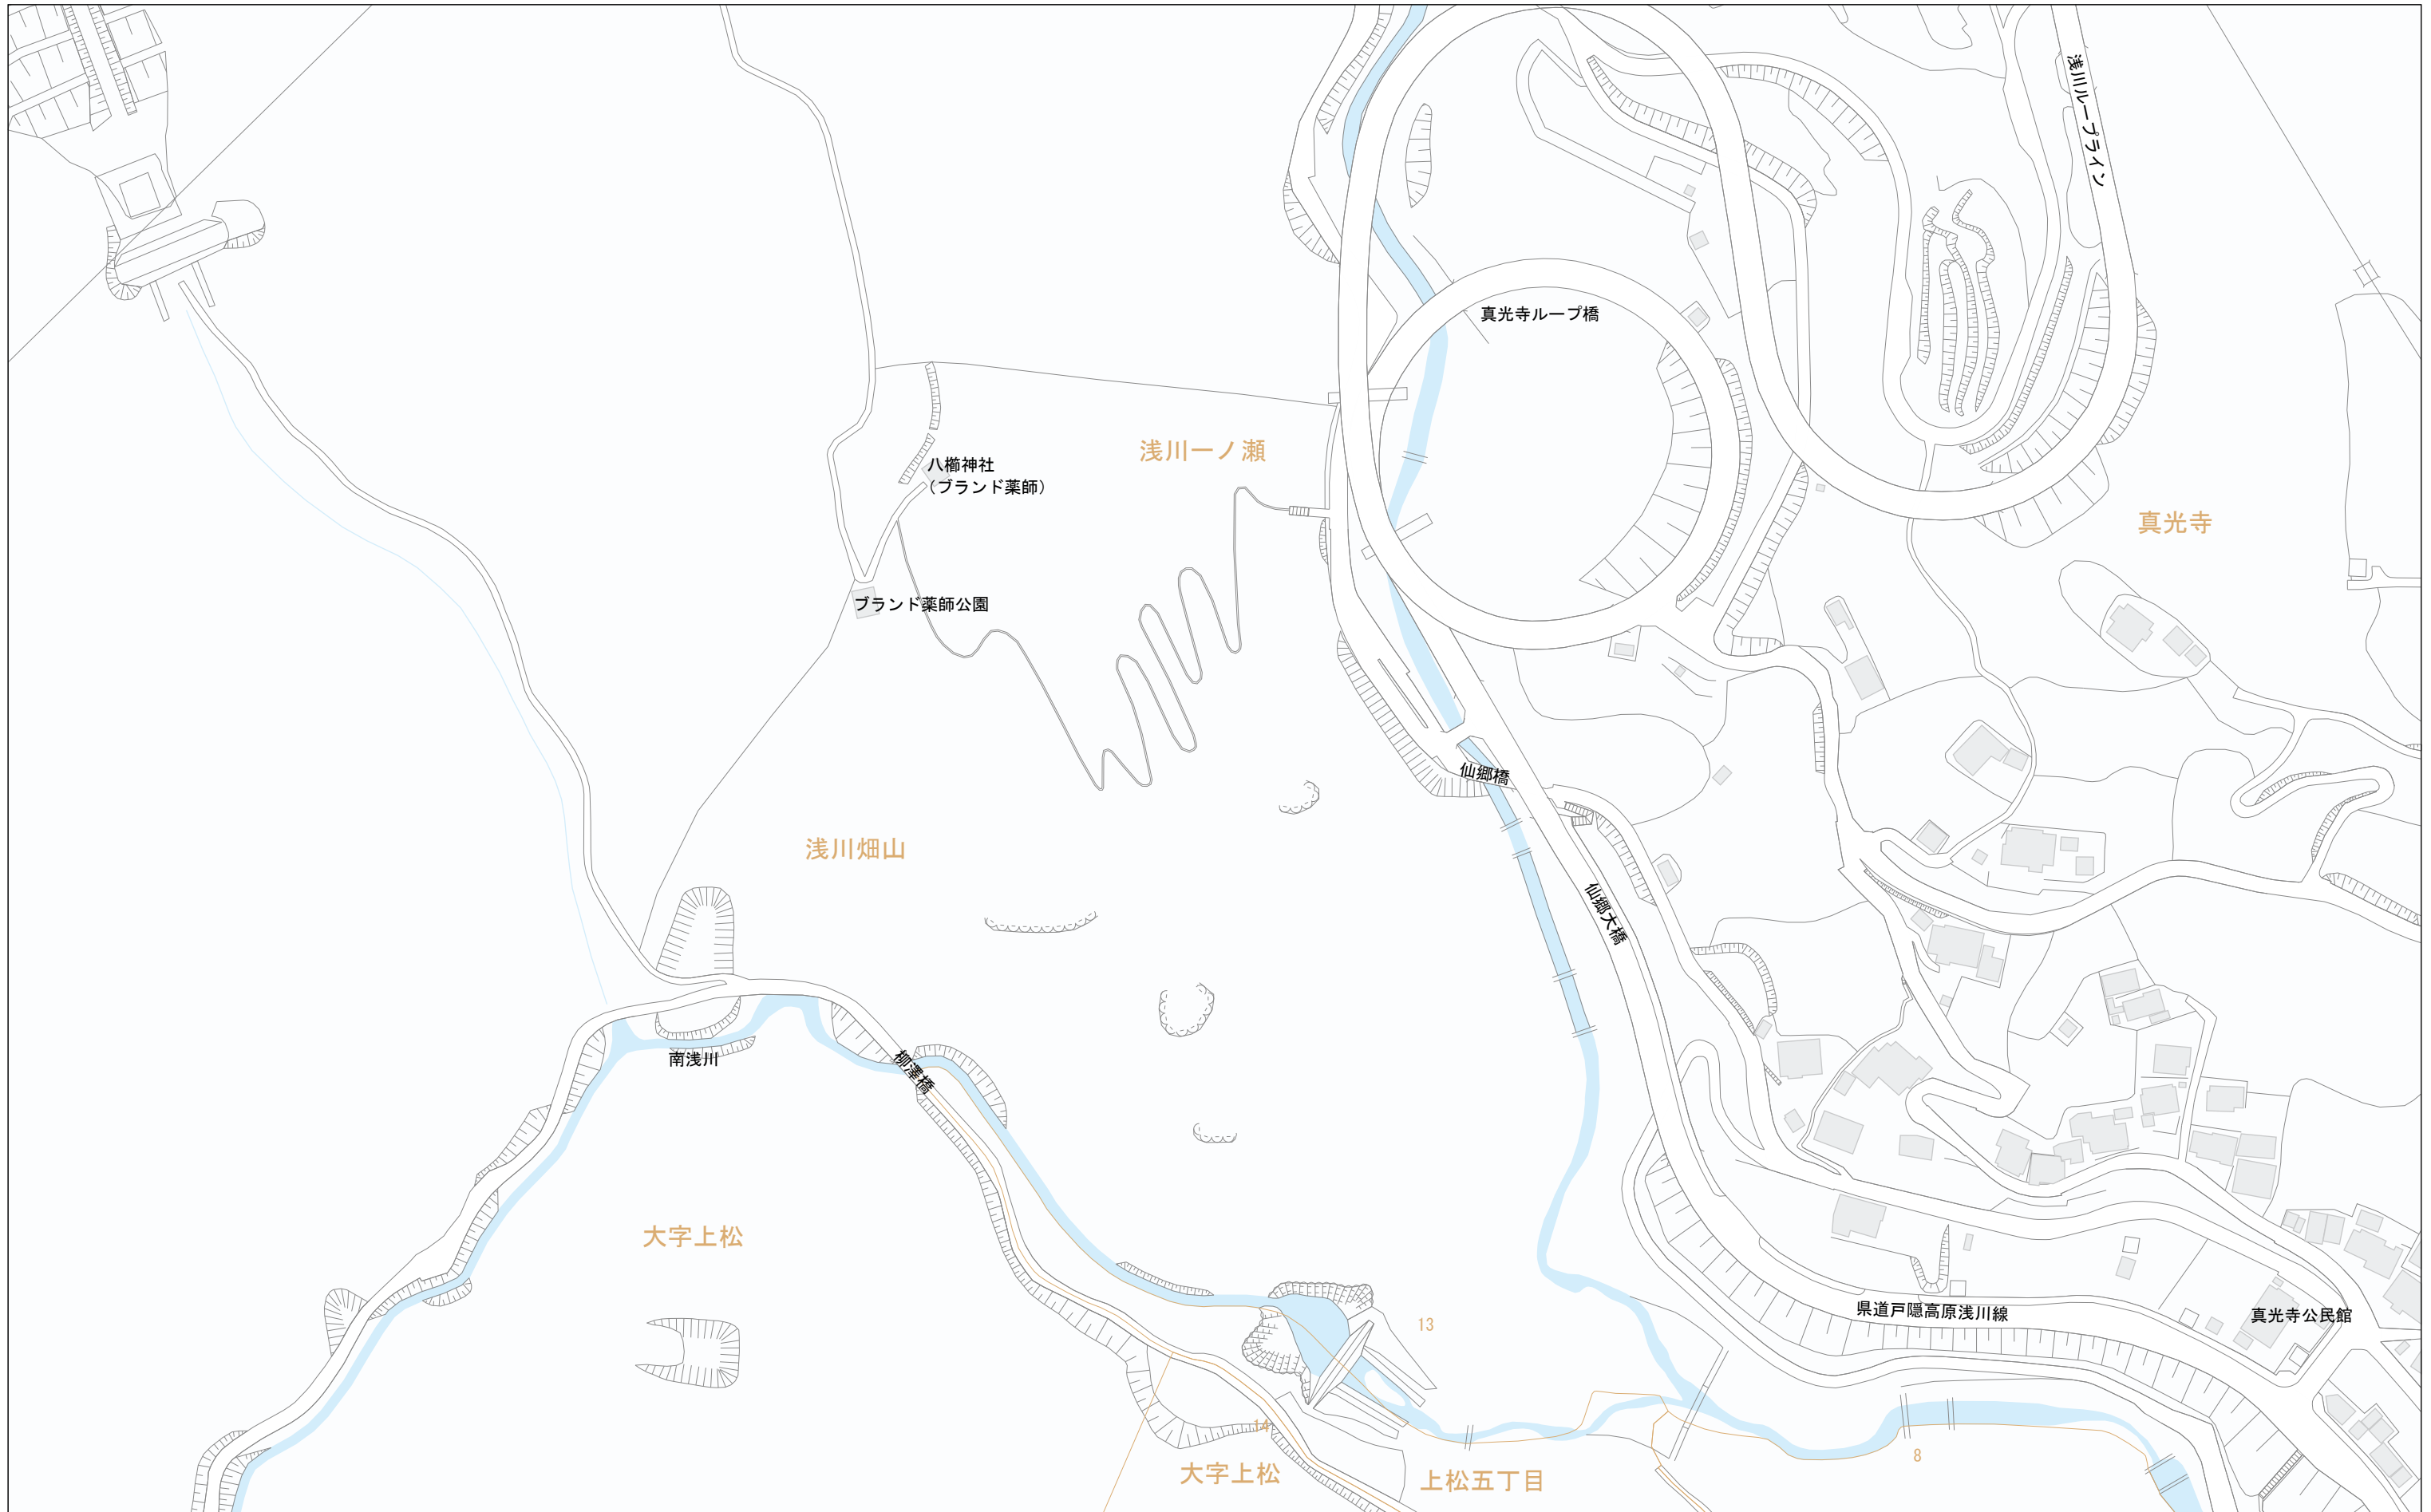 浅川ループライン
真光寺ループ橋
浅川一ノ瀬
八櫛神社
（ブランド薬師）
真光寺
ブランド薬師公園
仙郷橋
浅川畑山
仙郷大橋
南浅川
柳澤橋
大字上松
13
県道戸隠高原浅川線
真光寺公民館
14
8
大字上松
上松五丁目